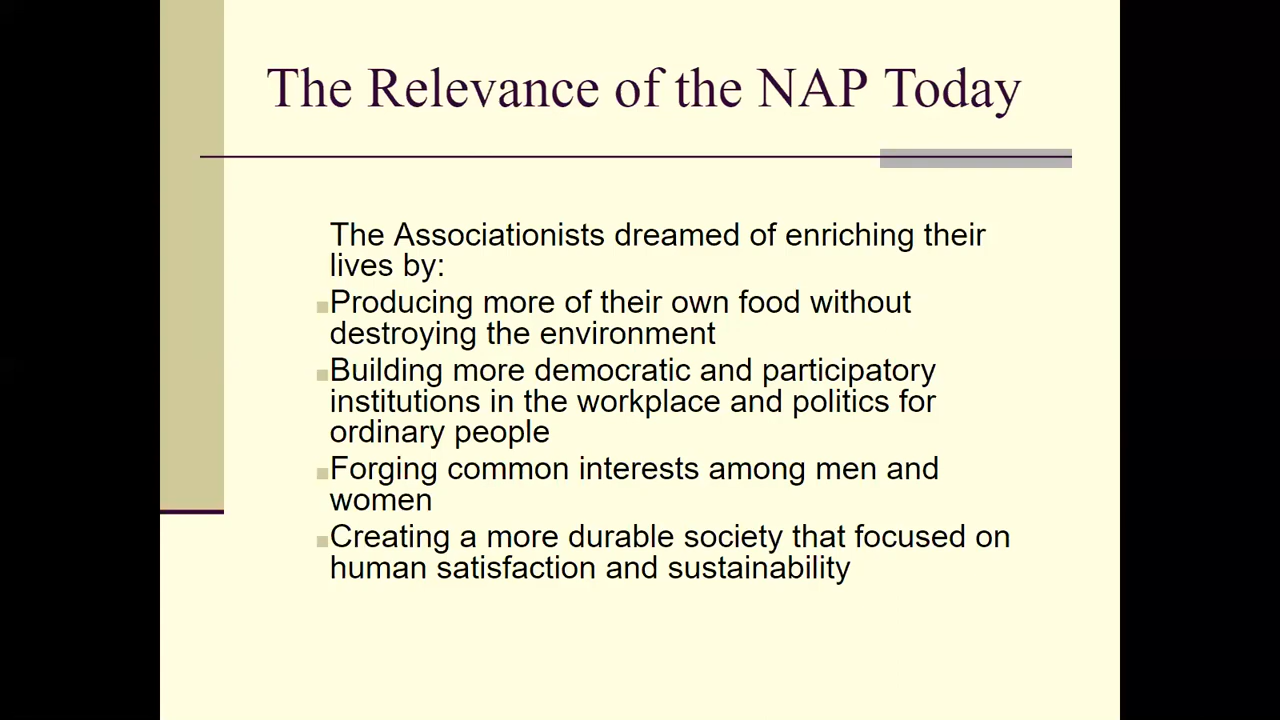 The Relevance of the NAP Today
The Associationists dreamed of enriching their
lives by:
Producing more of their own food without
destroying the environment
Building more democratic and participatory
institutions in the workplace and politics for
ordinary people
Forging common interests among men and
women
Creating a more durable society that focused on
human satisfaction and sustainability